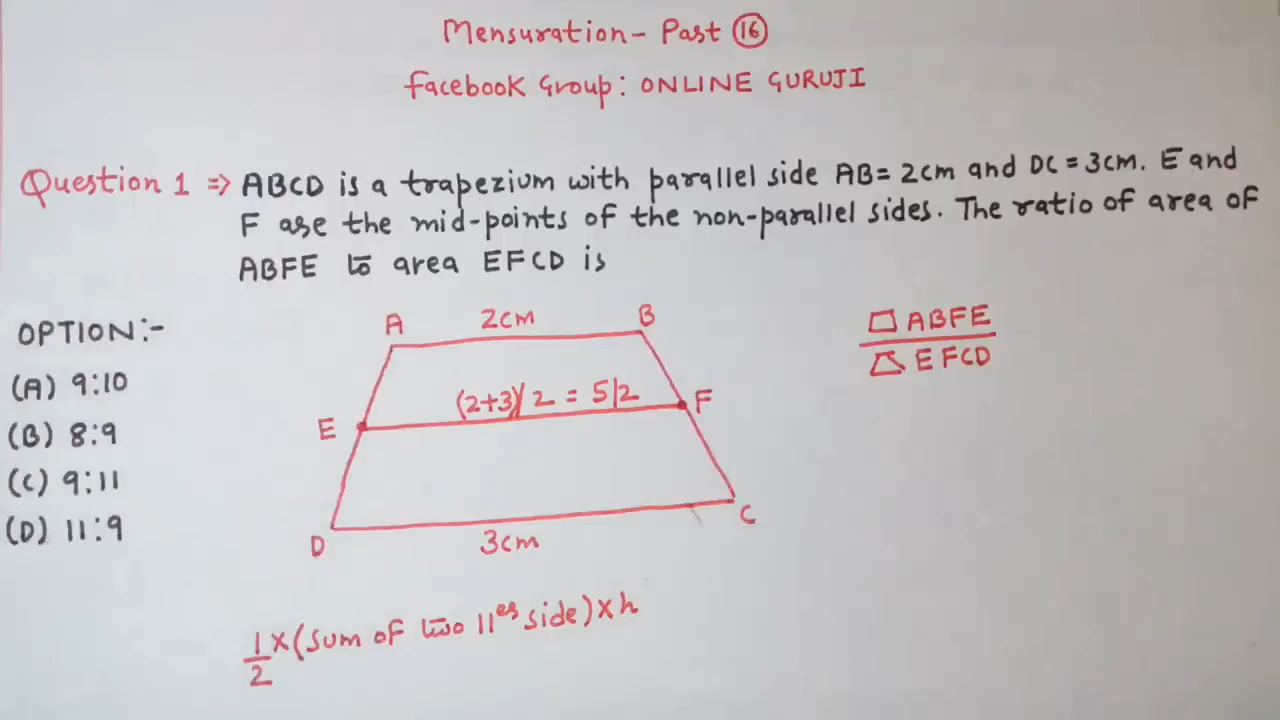 Mensuration - Part 16
Facebook Group: ONLINE GURUJI
Question 1 ⇒ ABCD is a trapezium with parallel side AB = 2cm and DC = 3cm. E and
F are the mid-points of the non-parallel sides. The ratio of area of
ABFE to area EFCD is
OPTION:-
(A) 9:10
(B) 8:9
(C) 9:11
(D) 11:9
A 2cm B
E (2+3)/2 = 5/2 F
D 3cm C
□ ABFE
⏢ EFCD
1/2 × (Sum of two 11es side) × h